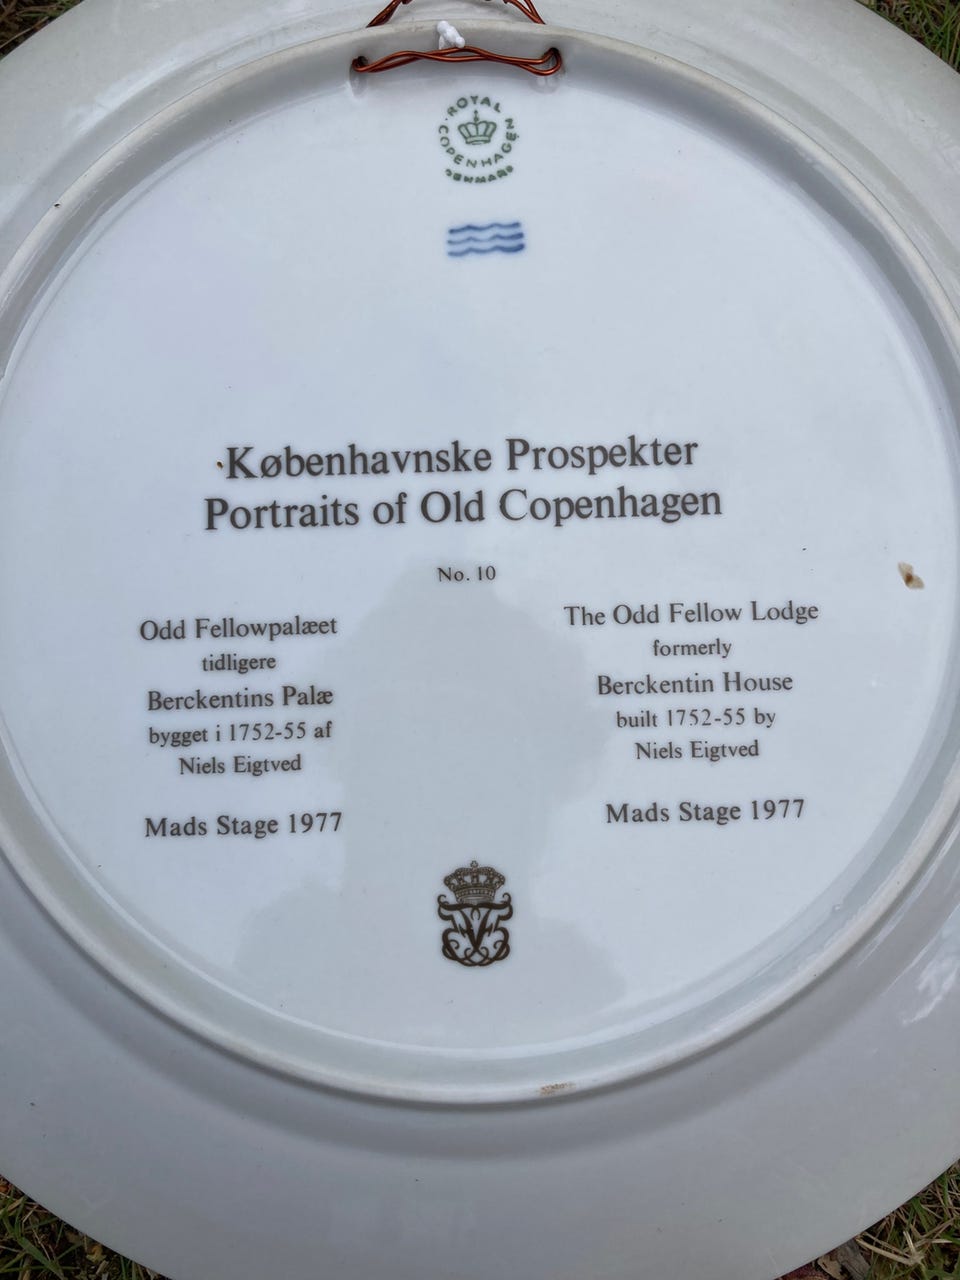 ROYAL
COPENHAGEN
DENMARK
Københavnske Prospekter
Portraits of Old Copenhagen
No. 10
Odd Fellowpalæet
tidligere
Berckentins Palæ
bygget i 1752-55 af
Niels Eigtved
Mads Stage 1977
The Odd Fellow Lodge
formerly
Berckentin House
built 1752-55 by
Niels Eigtved
Mads Stage 1977